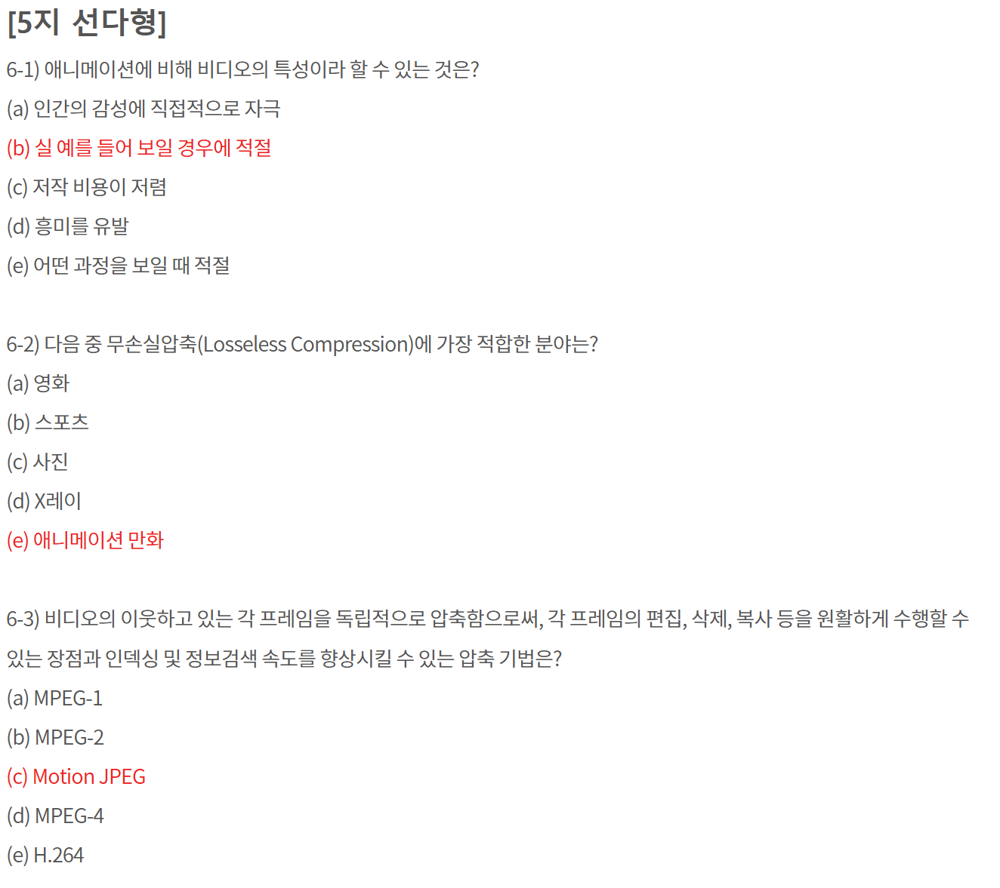 [5지 선다형]
6-1) 애니메이션에 비해 비디오의 특성이라 할 수 있는 것은?
(a) 인간의 감성에 직접적으로 자극
(b) 실 예를 들어 보일 경우에 적절
(c) 저작 비용이 저렴
(d) 흥미를 유발
(e) 어떤 과정을 보일 때 적절
6-2) 다음 중 무손실압축(Losseless Compression)에 가장 적합한 분야는?
(a) 영화
(b) 스포츠
(c) 사진
(d) X레이
(e) 애니메이션 만화
6-3) 비디오의 이웃하고 있는 각 프레임을 독립적으로 압축함으로써, 각 프레임의 편집, 삭제, 복사 등을 원활하게 수행할 수
있는 장점과 인덱싱 및 정보검색 속도를 향상시킬 수 있는 압축 기법은?
(a) MPEG-1
(b) MPEG-2
(c) Motion JPEG
(d) MPEG-4
(e) H.264